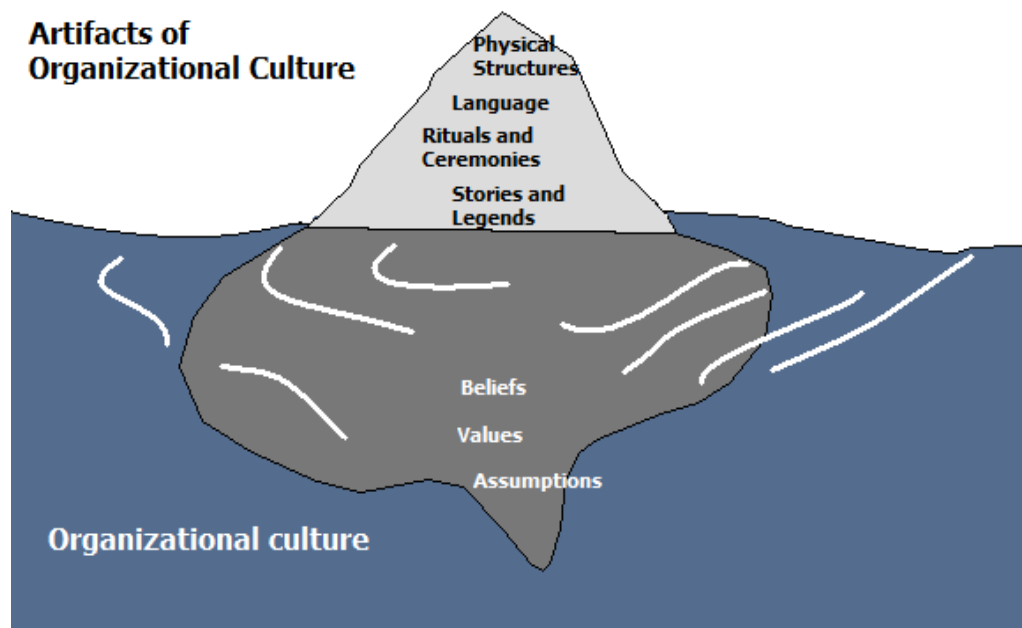 Artifacts of
Organizational Culture
Physical
Structures
Language
Rituals and
Ceremonies
Stories and
Legends
Beliefs
Values
Assumptions
Organizational culture